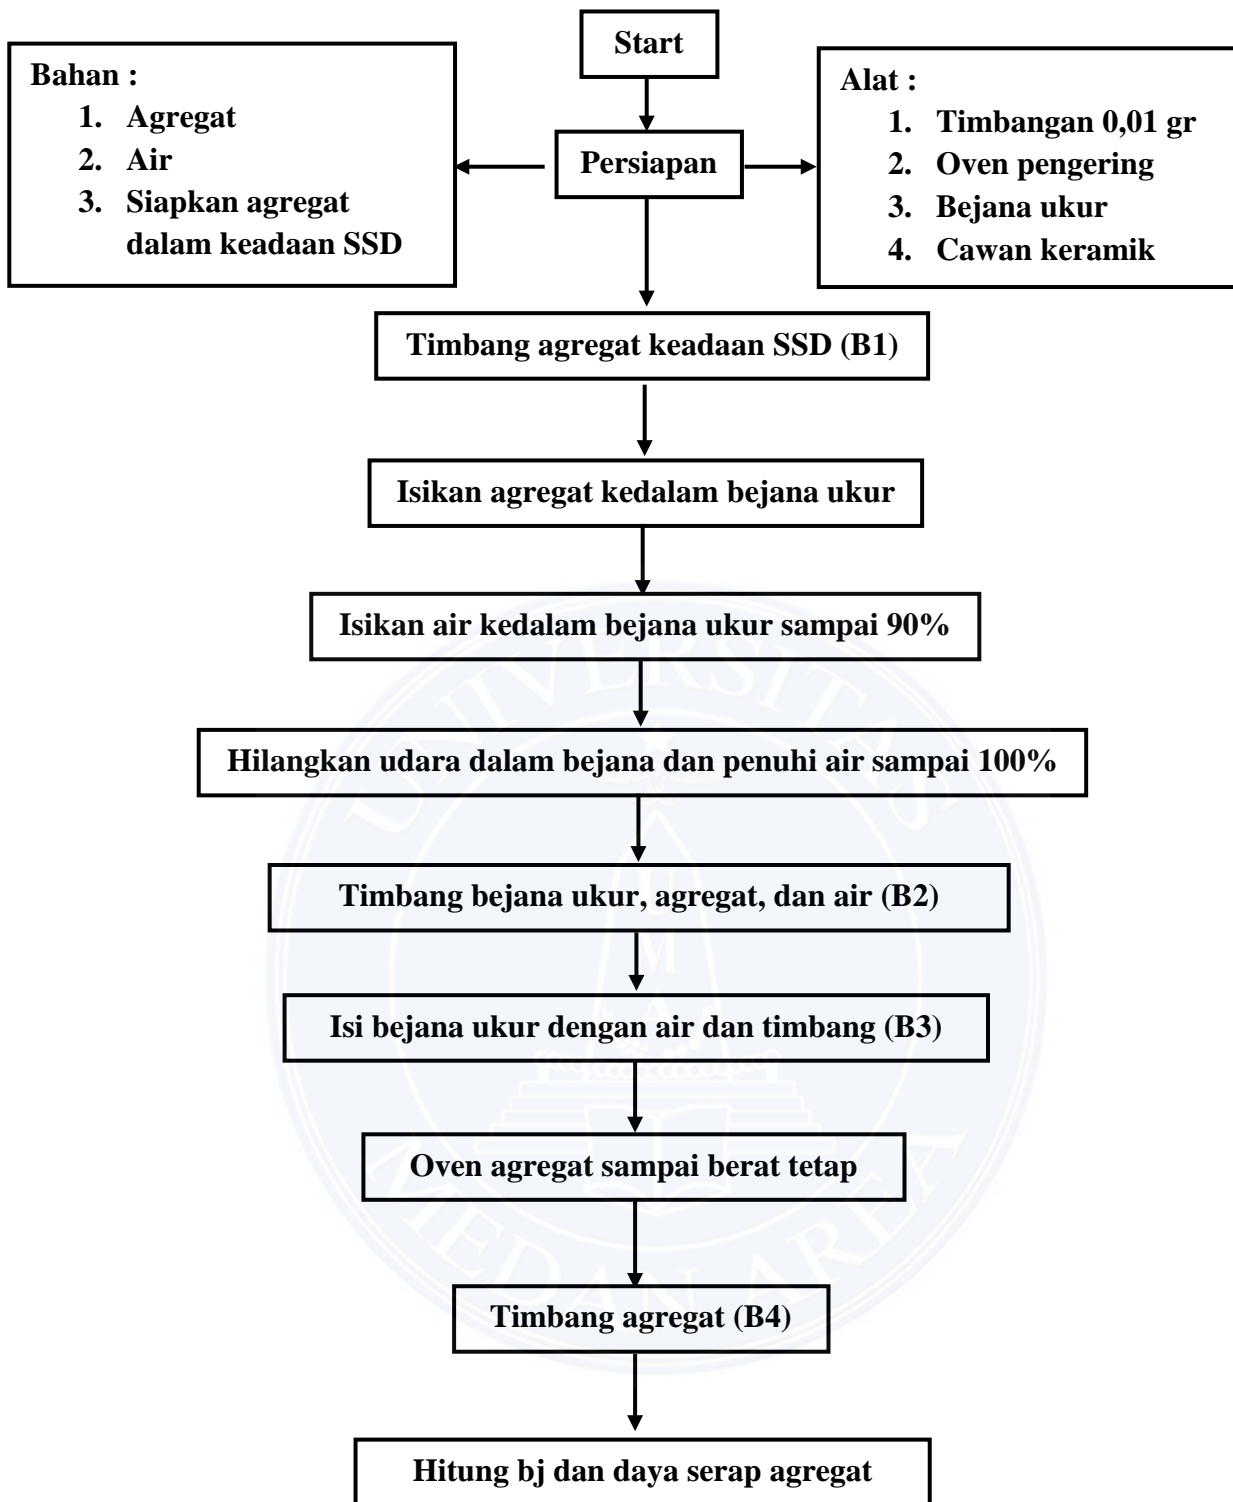 Start
Bahan :
1. Agregat
2. Air
3. Siapkan agregat
dalam keadaan SSD
Persiapan
Alat :
1. Timbangan 0,01 gr
2. Oven pengering
3. Bejana ukur
4. Cawan keramik
Timbang agregat keadaan SSD (B1)
Isikan agregat kedalam bejana ukur
Isikan air kedalam bejana ukur sampai 90%
Hilangkan udara dalam bejana dan penuhi air sampai 100%
Timbang bejana ukur, agregat, dan air (B2)
Isi bejana ukur dengan air dan timbang (B3)
Oven agregat sampai berat tetap
Timbang agregat (B4)
Hitung bj dan daya serap agregat
UNIVERSITAS
UMA
MEDAN AREA